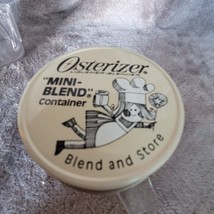 Osterizer
"MINI-
BLEND"
Container
Blend and Store